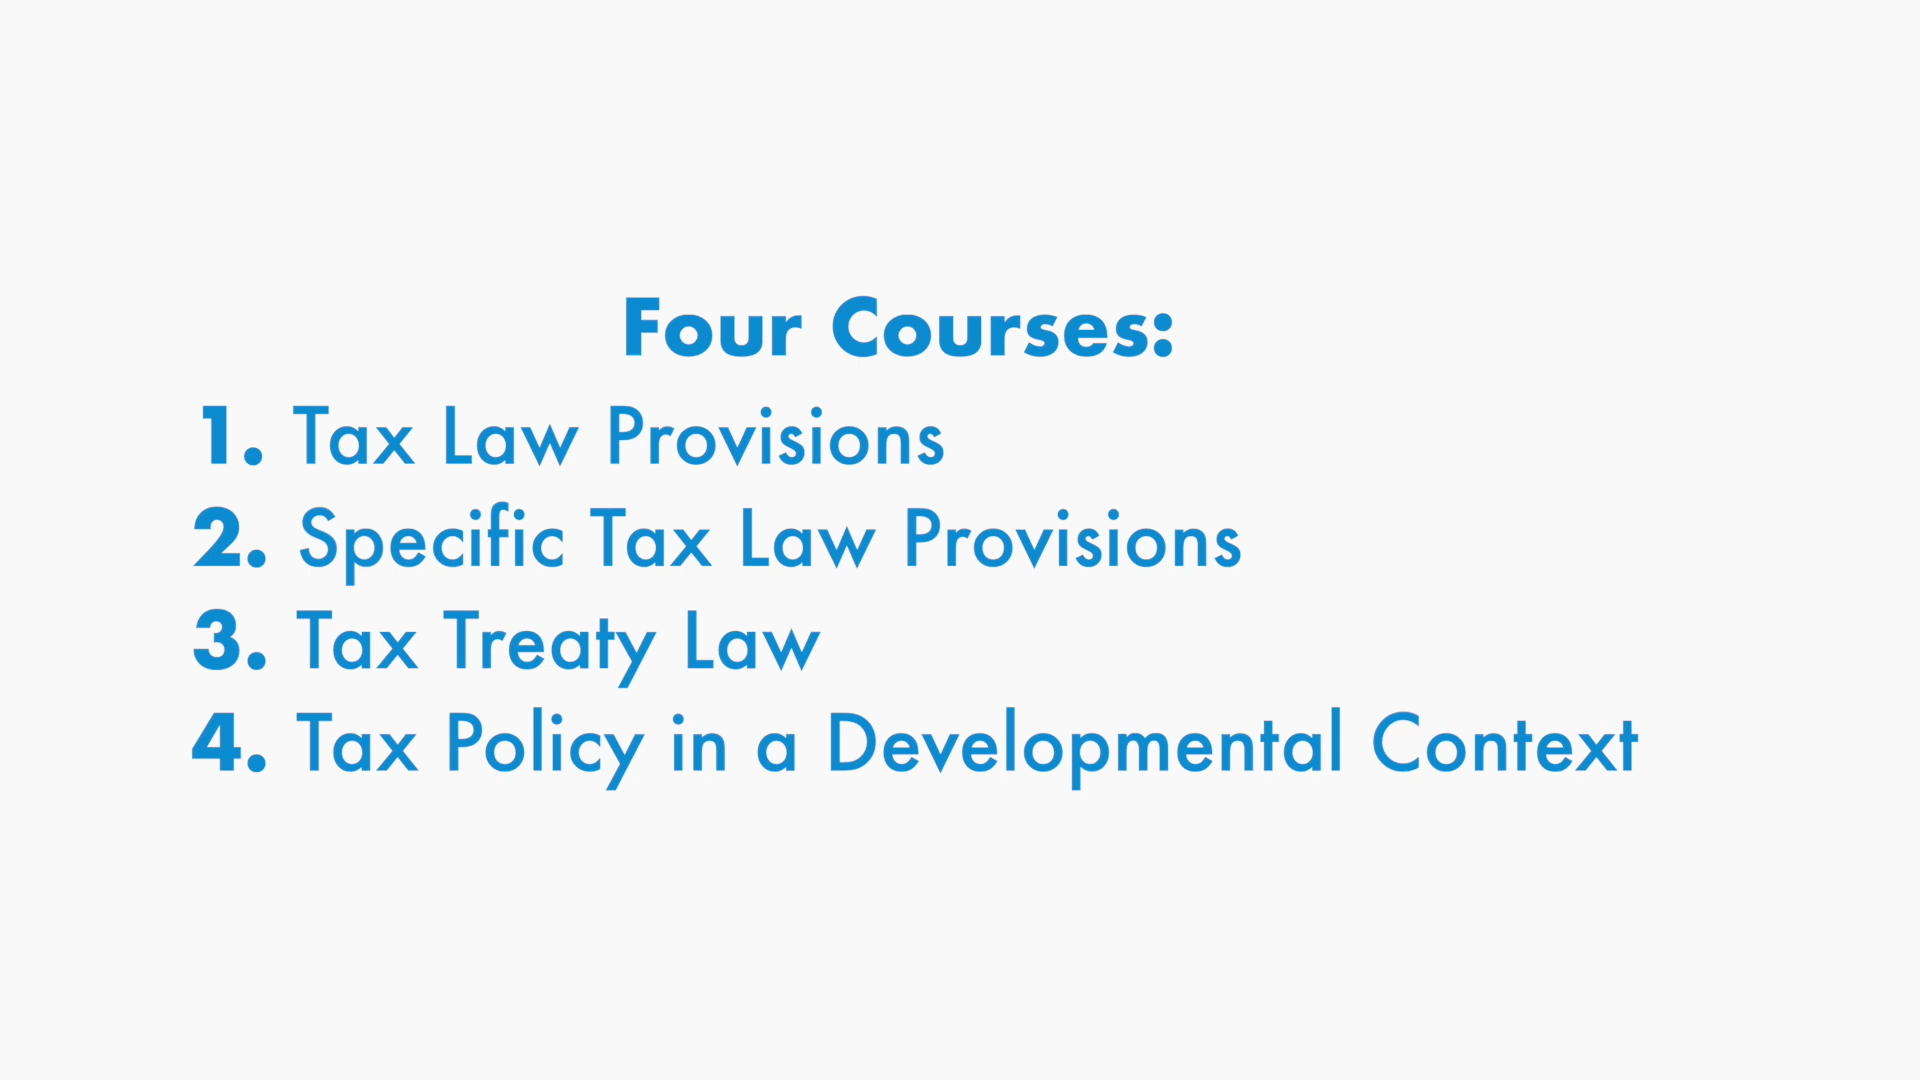 Four Courses:
1. Tax Law Provisions
2. Specific Tax Law Provisions
3. Tax Treaty Law
4. Tax Policy in a Developmental Context